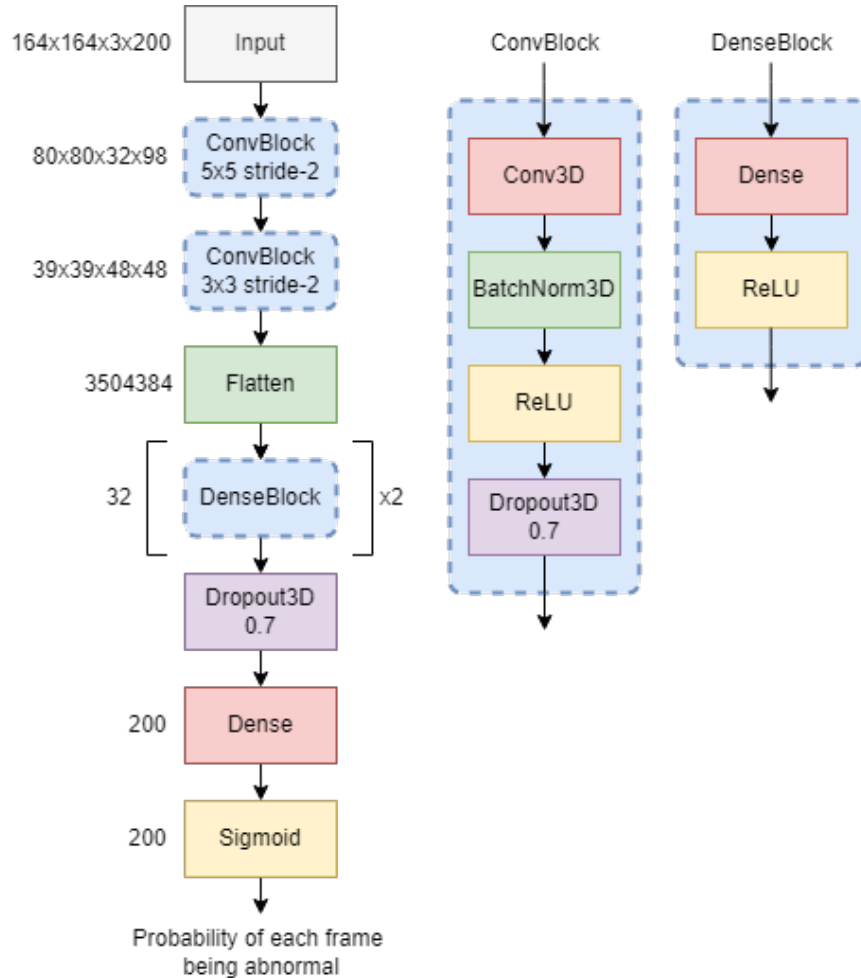 164x164x3x200
Input
80x80x32x98
ConvBlock
5x5 stride-2
39x39x48x48
ConvBlock
3x3 stride-2
3504384
Flatten
32
DenseBlock
x2
Dropout3D
0.7
200
Dense
200
Sigmoid
Probability of each frame
being abnormal
ConvBlock
Conv3D
BatchNorm3D
ReLU
Dropout3D
0.7
DenseBlock
Dense
ReLU